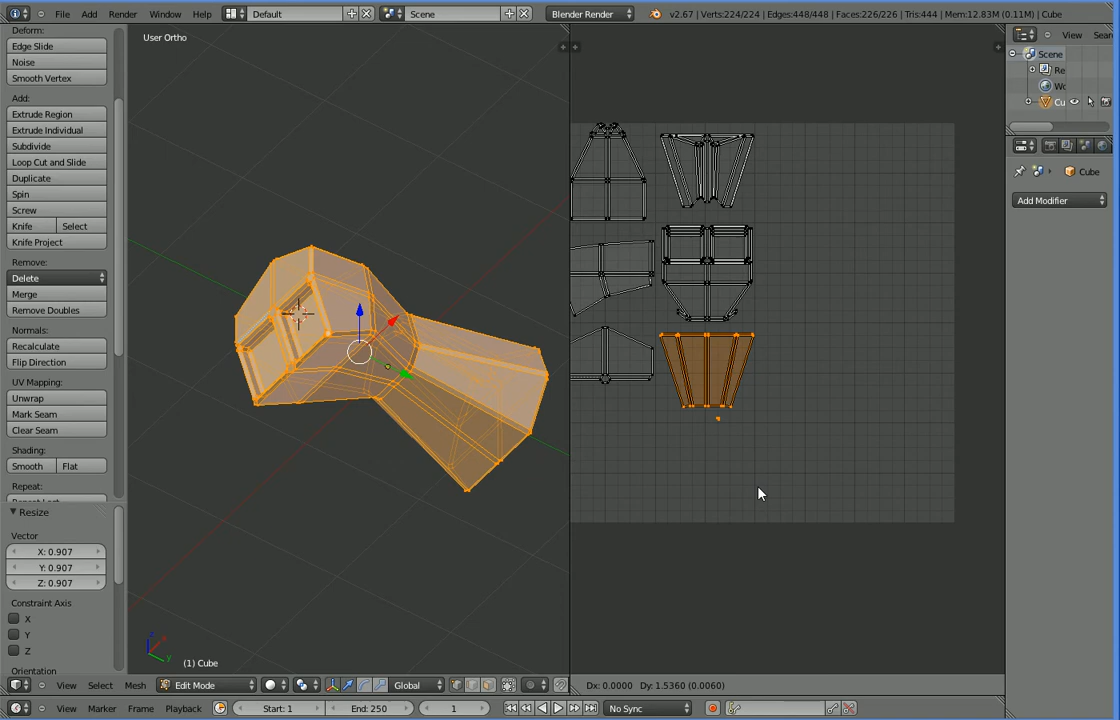 File Add Render Window Help Default Scene Blender Render v2.67 | Verts:224/224 | Edges:448/448 | Faces:226/226 | Tris:444 | Mem:12.83M (0.11M) | Cube
Deform:
Edge Slide
Noise
Smooth Vertex
Add:
Extrude Region
Extrude Individual
Subdivide
Loop Cut and Slide
Duplicate
Spin
Screw
Knife Select
Knife Project
Remove:
Delete
Merge
Remove Doubles
Normals:
Recalculate
Flip Direction
UV Mapping:
Unwrap
Mark Seam
Clear Seam
Shading:
Smooth Flat
Repeat:
Resize
Vector
X: 0.907
Y: 0.907
Z: 0.907
Constraint Axis
X
Y
Z
Orientation
User Ortho
z
x
y
(1) Cube
View Select Mesh Edit Mode Global
Dx: 0.0000 Dy: 1.5360 (0.0060)
View Search
Scene
Re
Wo
Cu
Cube
Add Modifier
View Marker Frame Playback Start: 1 End: 250 1 No Sync